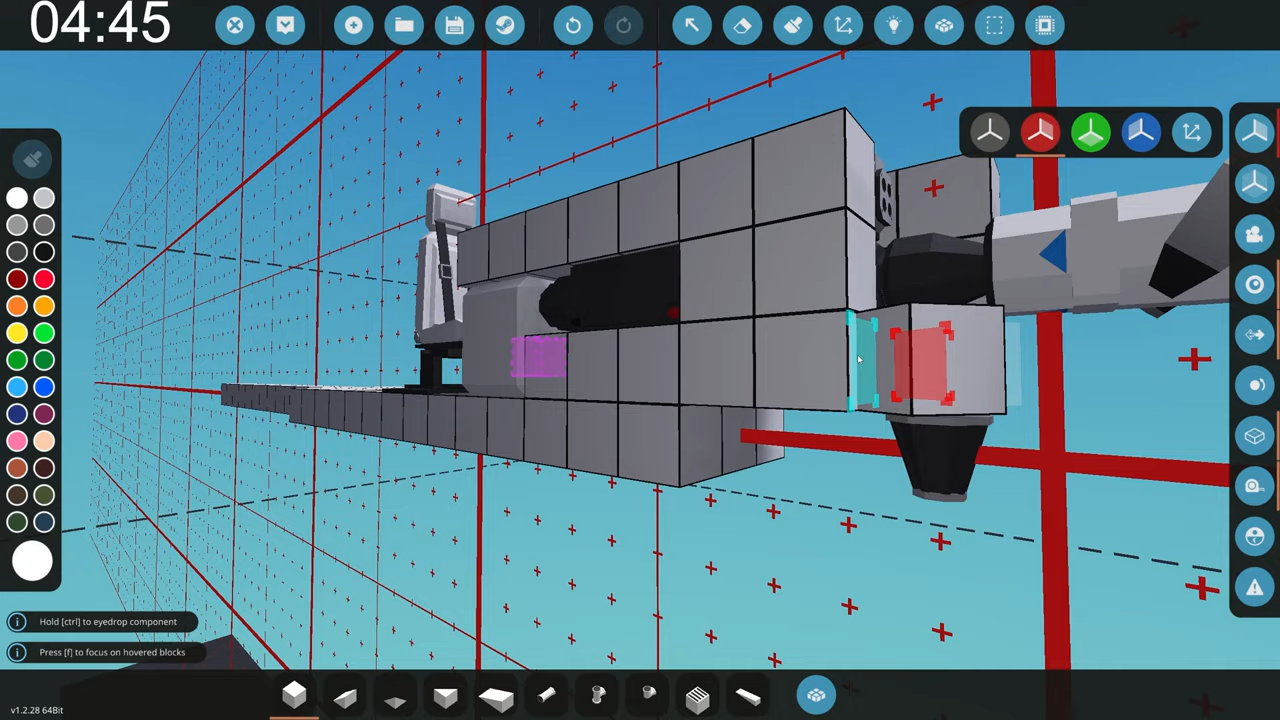 04:45
Hold [ctrl] to eyedrop component
Press [f] to focus on hovered blocks
v1.2.28 64Bit